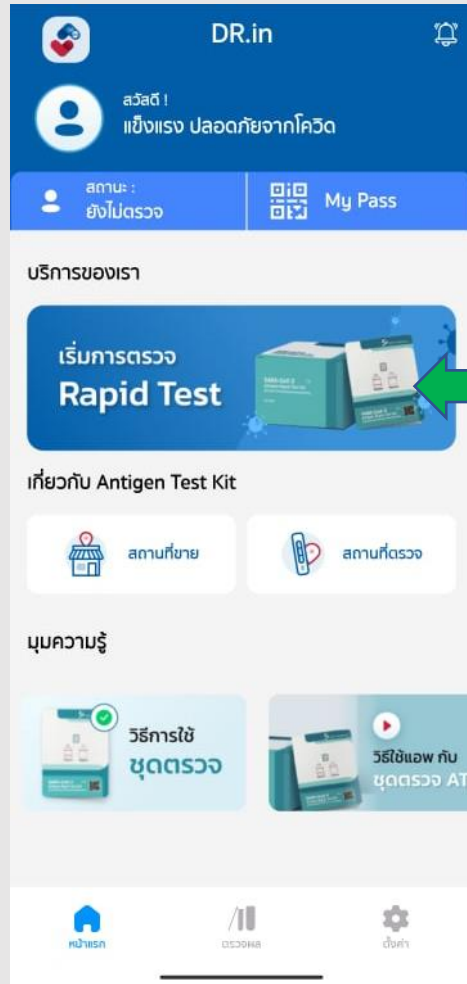 DR.in
สวัสดี !
แข็งแรง ปลอดภัยจากโควิด
สถานะ :
ยังไม่ตรวจ
My Pass
บริการของเรา
เริ่มการตรวจ
Rapid Test
เกี่ยวกับ Antigen Test Kit
สถานที่ขาย
สถานที่ตรวจ
มุมความรู้
วิธีการใช้
ชุดตรวจ
วิธีใช้แอพ กับ
ชุดตรวจ AT
หน้าแรก
ตรวจผล
ตั้งค่า